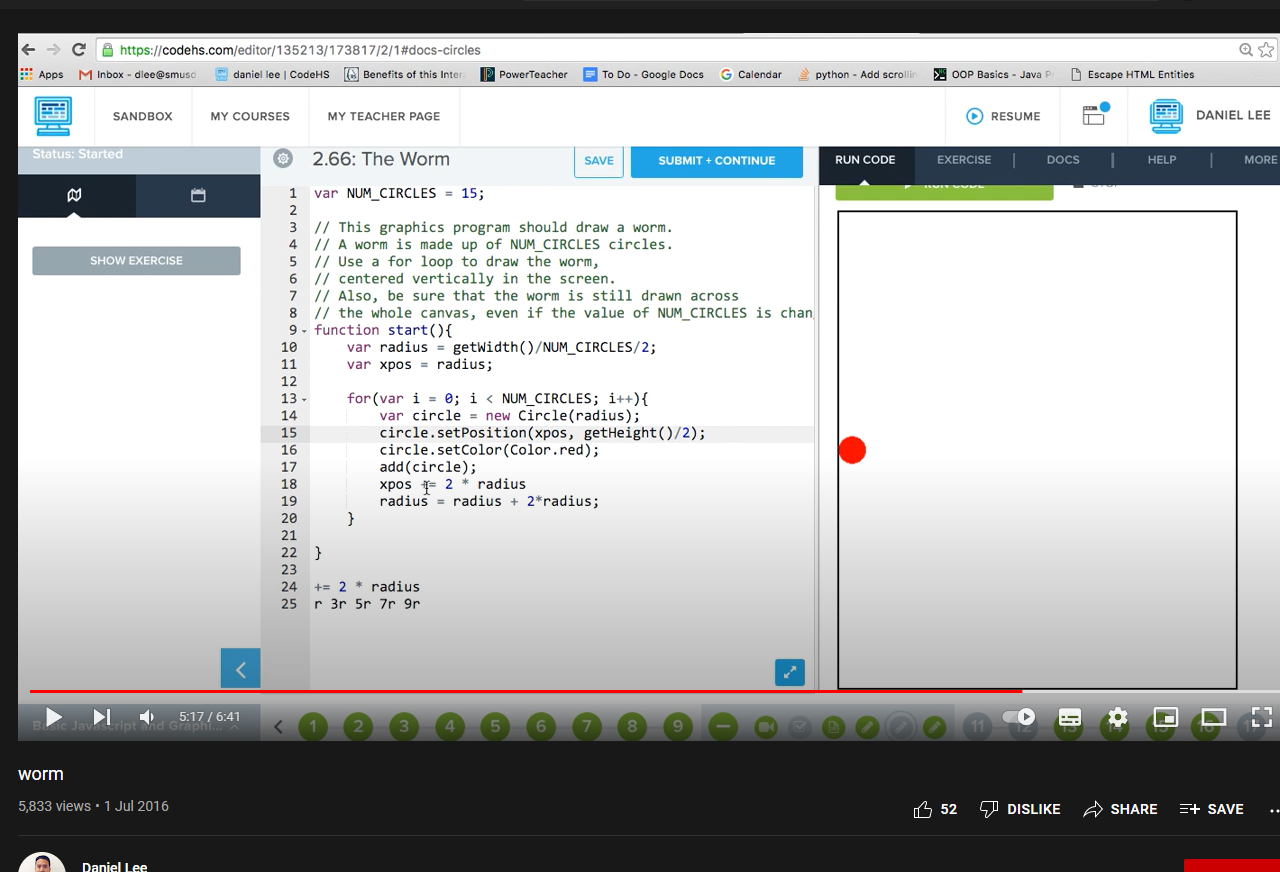 https://codehs.com/editor/135213/173817/2/1#docs-circles
Apps Inbox - dlee@smusd daniel lee | CodeHS Benefits of this Inter PowerTeacher To Do - Google Docs Calendar python - Add scrollin OOP Basics - Java P Escape HTML Entities
SANDBOX MY COURSES MY TEACHER PAGE RESUME DANIEL LEE
Status: Started
2.66: The Worm SAVE SUBMIT + CONTINUE RUN CODE EXERCISE | DOCS | HELP | MORE
RUN CODE
SHOW EXERCISE
1 var NUM_CIRCLES = 15;
2
3 // This graphics program should draw a worm.
4 // A worm is made up of NUM_CIRCLES circles.
5 // Use a for loop to draw the worm,
6 // centered vertically in the screen.
7 // Also, be sure that the worm is still drawn across
8 // the whole canvas, even if the value of NUM_CIRCLES is chan
9 function start(){
10 var radius = getWidth()/NUM_CIRCLES/2;
11 var xpos = radius;
12
13 for(var i = 0; i < NUM_CIRCLES; i++){
14 var circle = new Circle(radius);
15 circle.setPosition(xpos, getHeight()/2);
16 circle.setColor(Color.red);
17 add(circle);
18 xpos += 2 * radius
19 radius = radius + 2*radius;
20 }
21
22 }
23
24 += 2 * radius
25 r 3r 5r 7r 9r
5:17 / 6:41
Basic Javascript and Graphi...
1 2 3 4 5 6 7 8 9 11 12 13 14 15 16 17
worm
5,833 views • 1 Jul 2016
52 DISLIKE SHARE SAVE
Daniel Lee